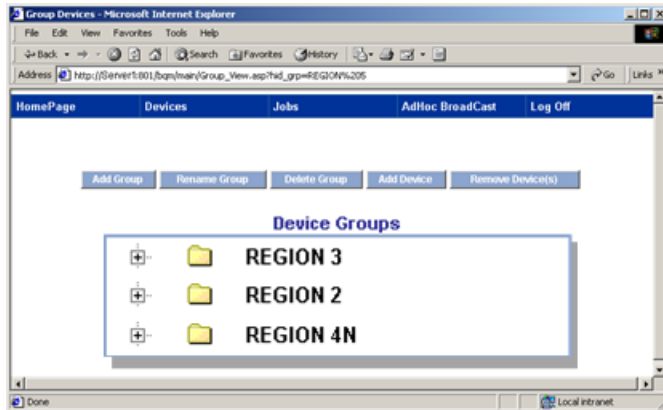 Group Devices - Microsoft Internet Explorer
File Edit View Favorites Tools Help
Back Search Favorites History
Address http://Server1:801/bqm/main/Group_View.asp?hid_grp=REGION%205 Go Links »
HomePage Devices Jobs AdHoc BroadCast Log Off
Add Group Rename Group Delete Group Add Device Remove Device(s)
Device Groups
REGION 3
REGION 2
REGION 4N
Done Local intranet